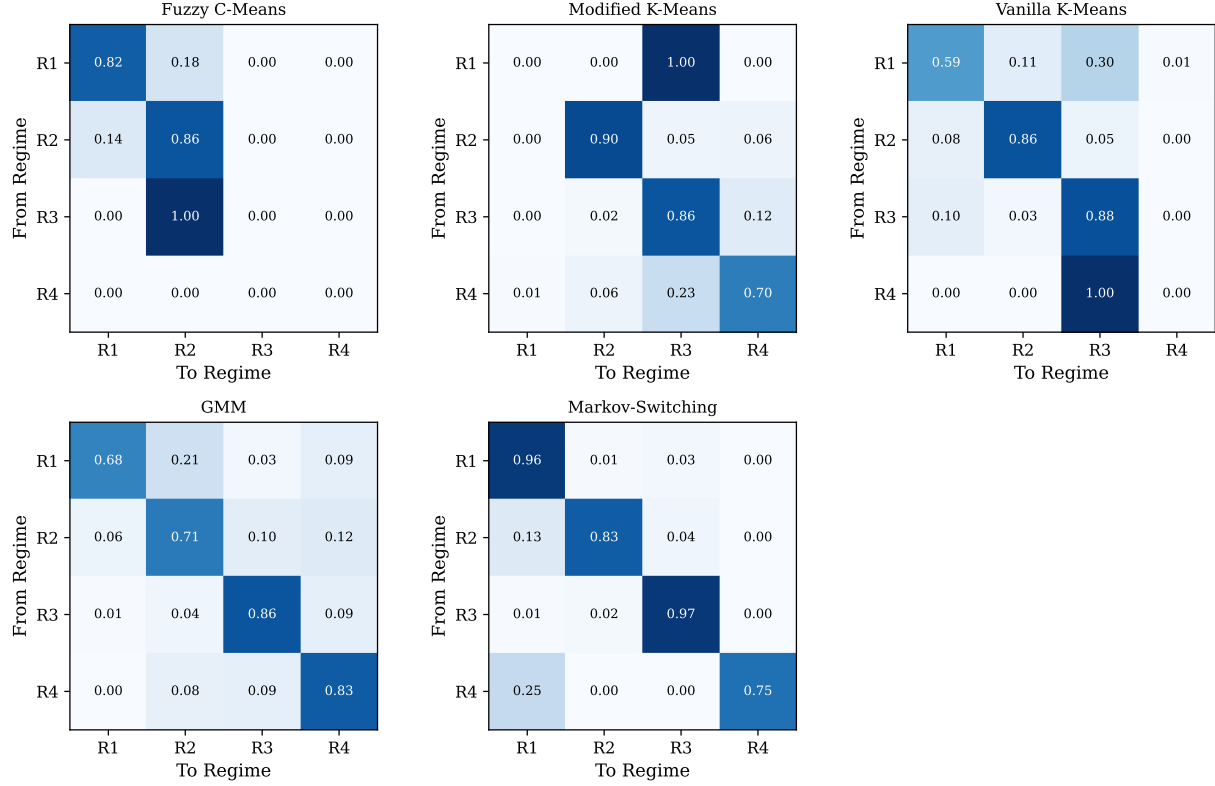 Fuzzy C-Means
From Regime
R1 0.82 0.18 0.00 0.00
R2 0.14 0.86 0.00 0.00
R3 0.00 1.00 0.00 0.00
R4 0.00 0.00 0.00 0.00
R1 R2 R3 R4
To Regime
Modified K-Means
From Regime
R1 0.00 0.00 1.00 0.00
R2 0.00 0.90 0.05 0.06
R3 0.00 0.02 0.86 0.12
R4 0.01 0.06 0.23 0.70
R1 R2 R3 R4
To Regime
Vanilla K-Means
From Regime
R1 0.59 0.11 0.30 0.01
R2 0.08 0.86 0.05 0.00
R3 0.10 0.03 0.88 0.00
R4 0.00 0.00 1.00 0.00
R1 R2 R3 R4
To Regime
GMM
From Regime
R1 0.68 0.21 0.03 0.09
R2 0.06 0.71 0.10 0.12
R3 0.01 0.04 0.86 0.09
R4 0.00 0.08 0.09 0.83
R1 R2 R3 R4
To Regime
Markov-Switching
From Regime
R1 0.96 0.01 0.03 0.00
R2 0.13 0.83 0.04 0.00
R3 0.01 0.02 0.97 0.00
R4 0.25 0.00 0.00 0.75
R1 R2 R3 R4
To Regime